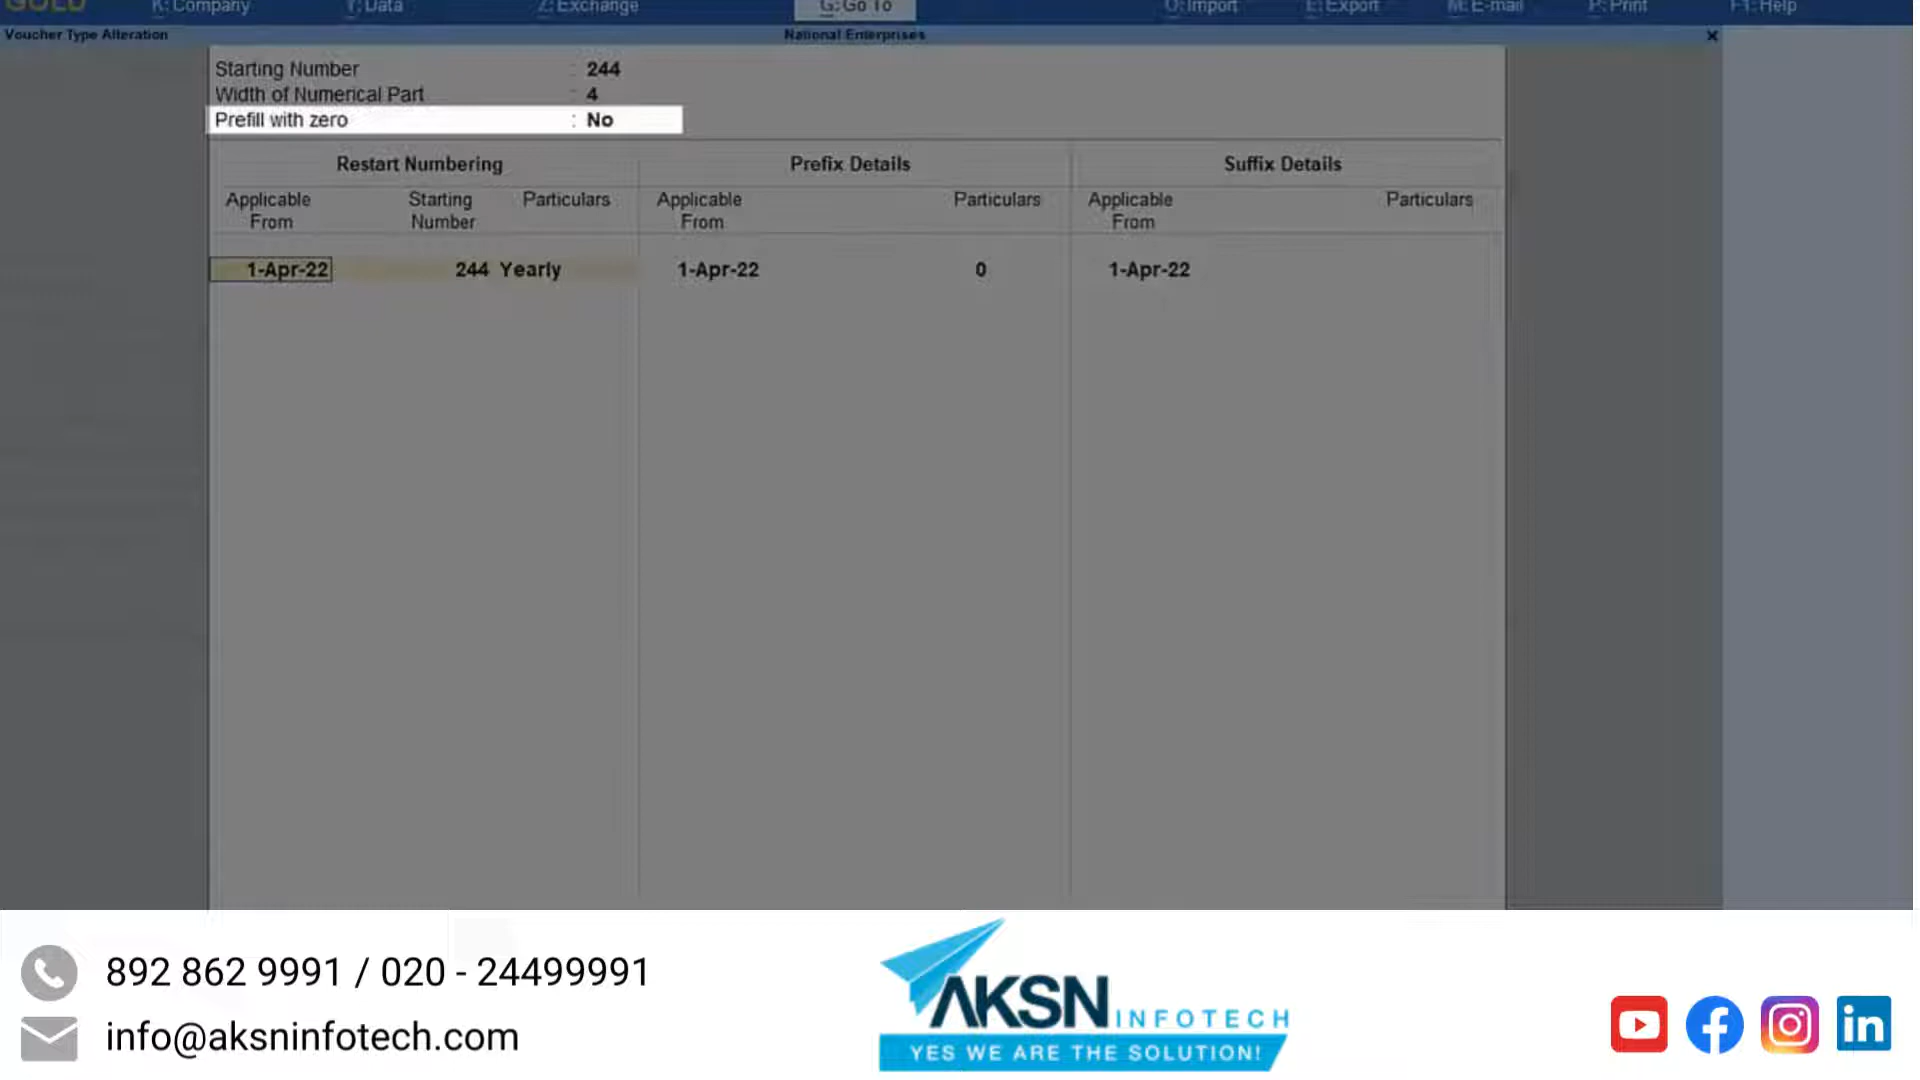 GOLD K: Company Y: Data Z: Exchange G: Go To O: Import E: Export M: E-mail P: Print F1: Help
Voucher Type Alteration National Enterprises ×
Starting Number : 244
Width of Numerical Part : 4
Prefill with zero : No
Restart Numbering Prefix Details Suffix Details
Applicable Starting Particulars Applicable Particulars Applicable Particulars
From Number From From
1-Apr-22 244 Yearly 1-Apr-22 0 1-Apr-22
892 862 9991 / 020 - 24499991
info@aksninfotech.com
AKSN INFOTECH
YES WE ARE THE SOLUTION!
in